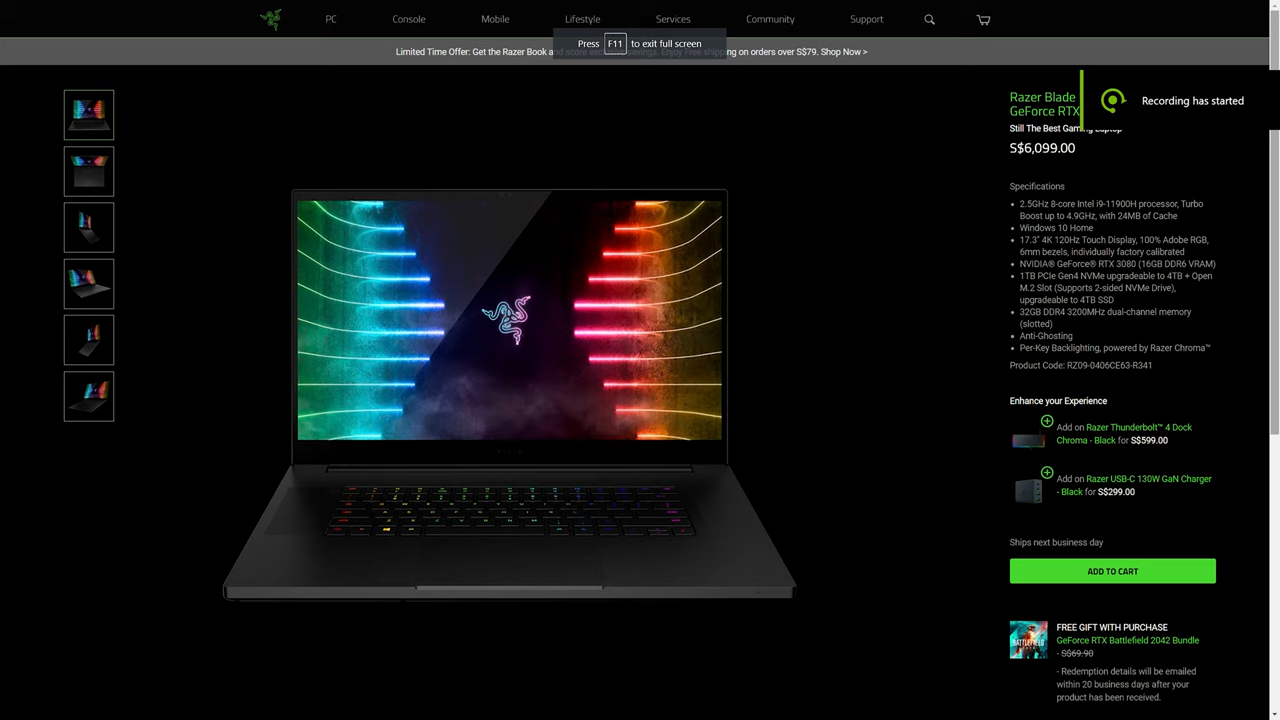 PC Console Mobile Lifestyle Services Community Support
Press F11 to exit full screen
Limited Time Offer: Get the Razer Book and score exclusive savings. Enjoy Free shipping on orders over S$79. Shop Now >
Recording has started
Razer Blade
GeForce RTX
Still The Best Gaming Laptop
S$6,099.00
Specifications
• 2.5GHz 8-core Intel i9-11900H processor, Turbo
Boost up to 4.9GHz, with 24MB of Cache
• Windows 10 Home
• 17.3" 4K 120Hz Touch Display, 100% Adobe RGB,
6mm bezels, individually factory calibrated
• NVIDIA® GeForce® RTX 3080 (16GB DDR6 VRAM)
• 1TB PCIe Gen4 NVMe upgradeable to 4TB + Open
M.2 Slot (Supports 2-sided NVMe Drive),
upgradeable to 4TB SSD
• 32GB DDR4 3200MHz dual-channel memory
(slotted)
• Anti-Ghosting
• Per-Key Backlighting, powered by Razer Chroma™
Product Code: RZ09-0406CE63-R341
Enhance your Experience
Add on Razer Thunderbolt™ 4 Dock
Chroma - Black for S$599.00
Add on Razer USB-C 130W GaN Charger
- Black for S$299.00
Ships next business day
ADD TO CART
FREE GIFT WITH PURCHASE
GeForce RTX Battlefield 2042 Bundle
- S$69.90
- Redemption details will be emailed
within 20 business days after your
product has been received.